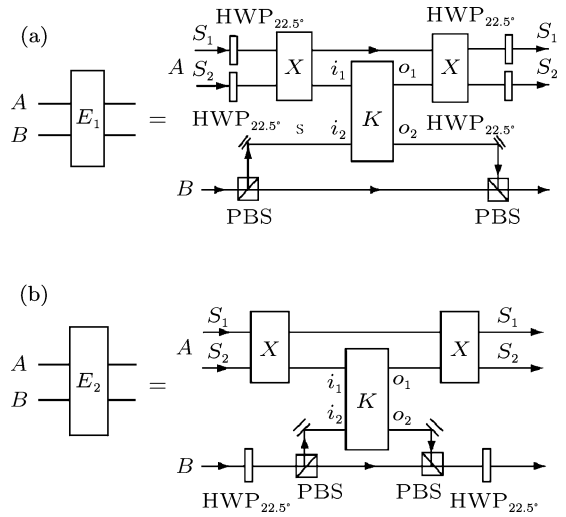 (a)
HWP22.5° HWP22.5°
S1 S1
A S2 X i1 o1 X S2
A
B E1 =
HWP22.5° s i2 K o2 HWP22.5°
B
PBS PBS
(b)
S1 S1
A S2 X X S2
A
B E2 =
i1 o1
i2 K o2
B
HWP22.5° PBS PBS HWP22.5°